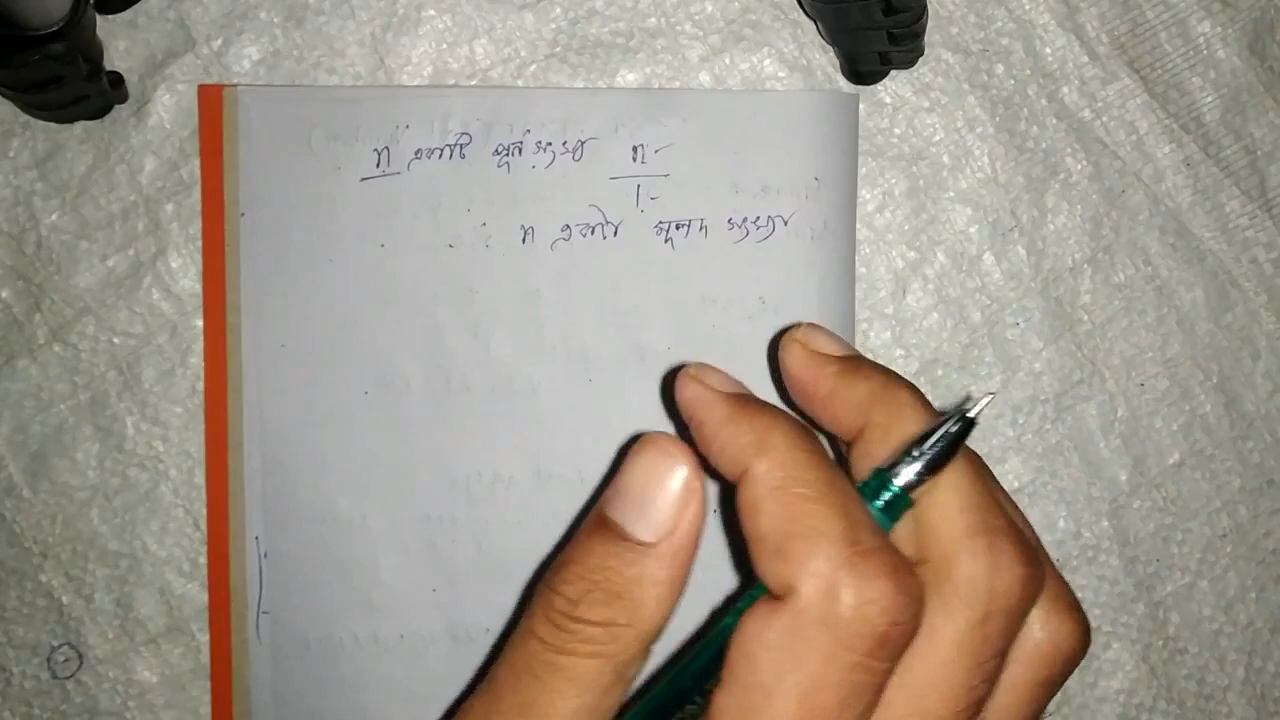 n একটি পূর্ণ সংখ্যা n/1
∴ n একটি মূলদ সংখ্যা